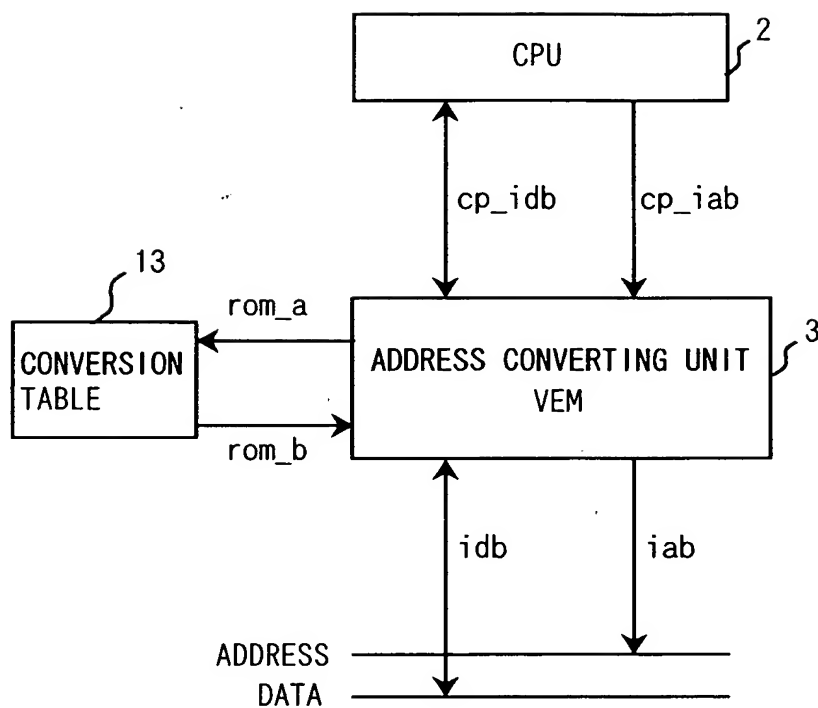 2
CPU
cp_idb
cp_iab
13
rom_a
3
CONVERSION
TABLE
ADDRESS CONVERTING UNIT
VEM
rom_b
idb
iab
ADDRESS
DATA